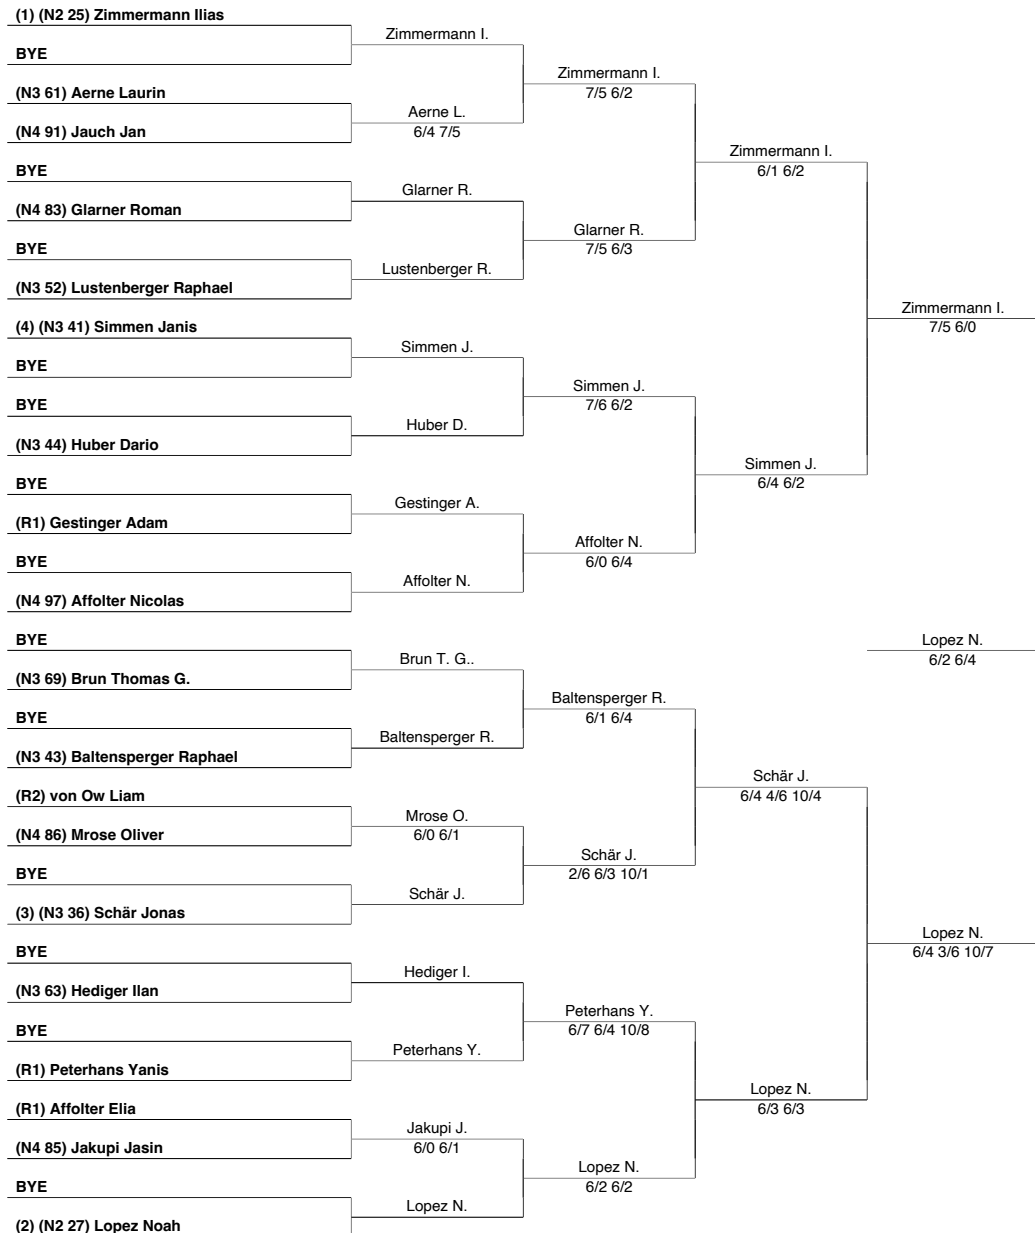 (1) (N2 25) Zimmermann Ilias
BYE
(N3 61) Aerne Laurin
(N4 91) Jauch Jan
BYE
(N4 83) Glarner Roman
BYE
(N3 52) Lustenberger Raphael
(4) (N3 41) Simmen Janis
BYE
BYE
(N3 44) Huber Dario
BYE
(R1) Gestinger Adam
BYE
(N4 97) Affolter Nicolas
BYE
(N3 69) Brun Thomas G.
BYE
(N3 43) Baltensperger Raphael
(R2) von Ow Liam
(N4 86) Mrose Oliver
BYE
(3) (N3 36) Schär Jonas
BYE
(N3 63) Hediger Ilan
BYE
(R1) Peterhans Yanis
(R1) Affolter Elia
(N4 85) Jakupi Jasin
BYE
(2) (N2 27) Lopez Noah
Zimmermann I.
Aerne L.
6/4 7/5
Glarner R.
Lustenberger R.
Simmen J.
Huber D.
Gestinger A.
Affolter N.
Brun T. G..
Baltensperger R.
Mrose O.
6/0 6/1
Schär J.
Hediger I.
Peterhans Y.
Jakupi J.
6/0 6/1
Lopez N.
Zimmermann I.
7/5 6/2
Glarner R.
7/5 6/3
Simmen J.
7/6 6/2
Affolter N.
6/0 6/4
Baltensperger R.
6/1 6/4
Schär J.
2/6 6/3 10/1
Peterhans Y.
6/7 6/4 10/8
Lopez N.
6/2 6/2
Zimmermann I.
6/1 6/2
Simmen J.
6/4 6/2
Schär J.
6/4 4/6 10/4
Lopez N.
6/3 6/3
Zimmermann I.
7/5 6/0
Lopez N.
6/2 6/4
Lopez N.
6/4 3/6 10/7